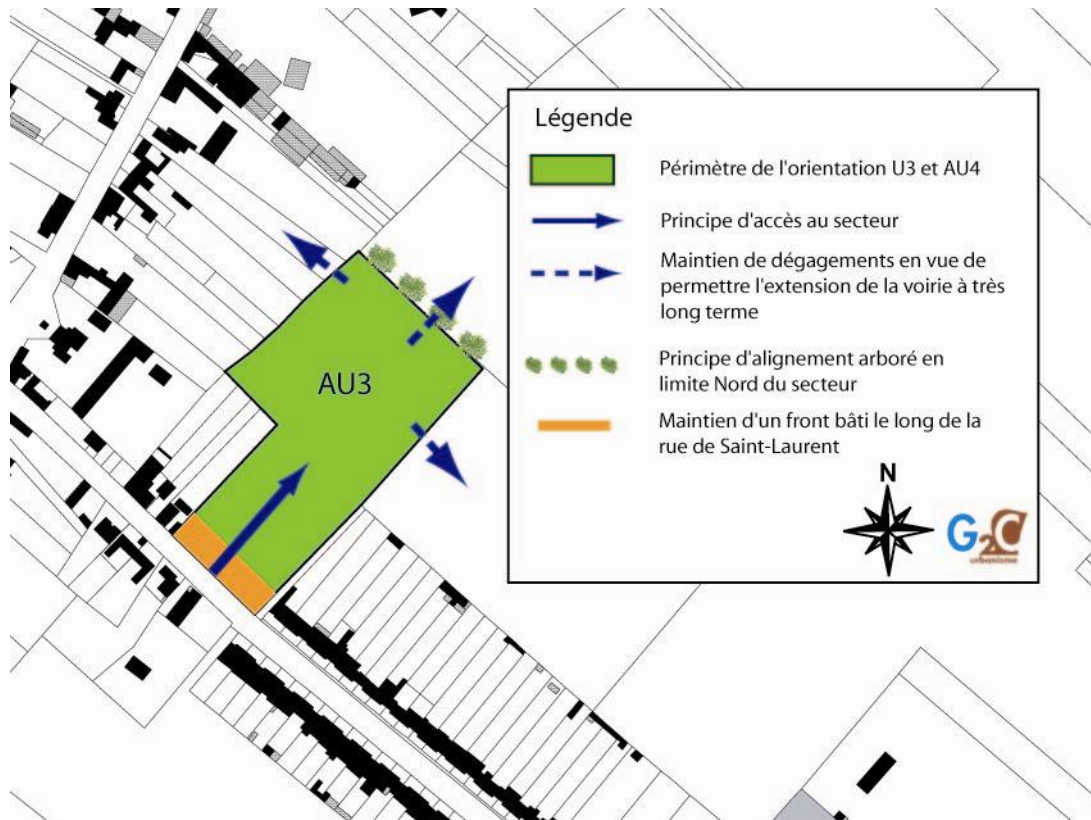 Légende
Périmètre de l'orientation U3 et AU4
Principe d'accès au secteur
Maintien de dégagements en vue de
permettre l'extension de la voirie à très
long terme
Principe d'alignement arboré en
limite Nord du secteur
Maintien d'un front bâti le long de la
rue de Saint-Laurent
AU3
N
G2C
urbanisme